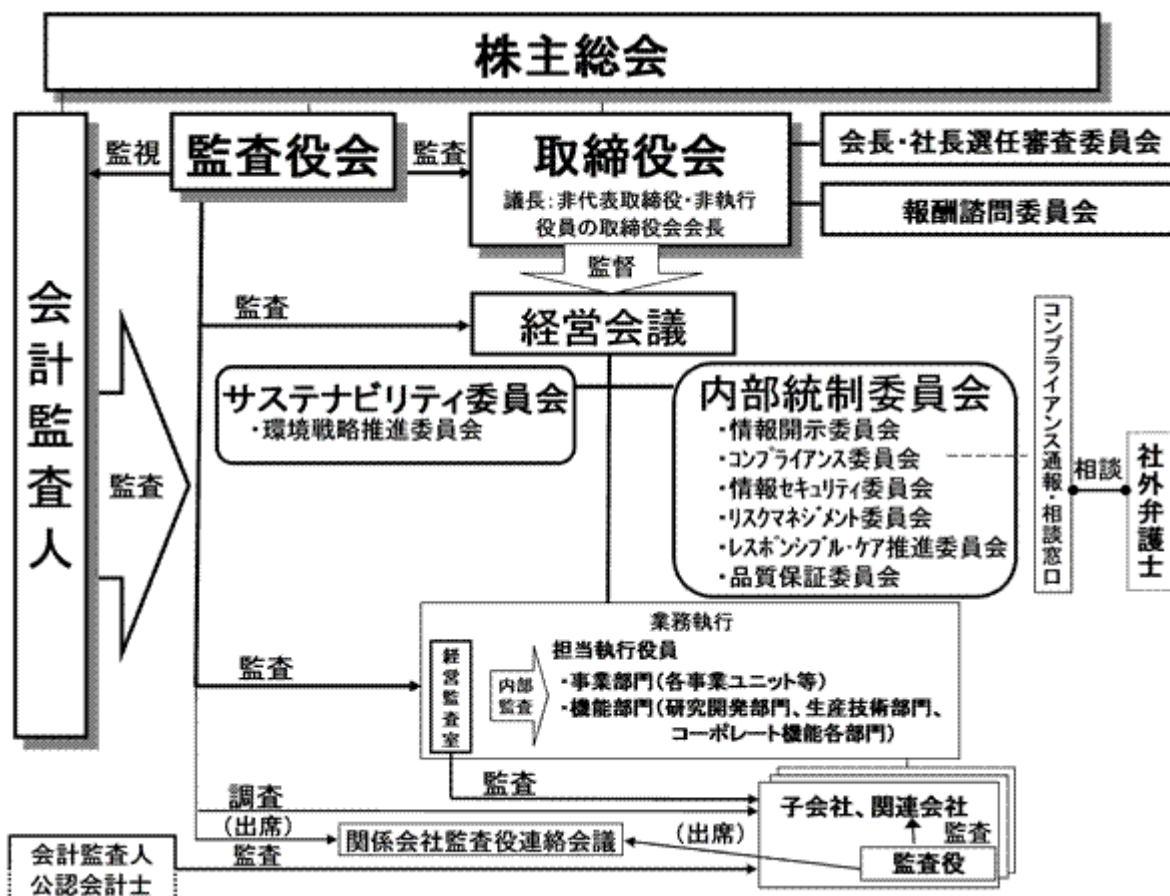 株主総会
監視
監査役会
監査
取締役会
議長:非代表取締役・非執行
役員の取締役会会長
会長・社長選任審査委員会
報酬諮問委員会
監督
会計監査人
監査
監査
経営会議
サステナビリティ委員会
・環境戦略推進委員会
内部統制委員会
・情報開示委員会
・コンプライアンス委員会
・情報セキュリティ委員会
・リスクマネジメント委員会
・レスポンシブル・ケア推進委員会
・品質保証委員会
コンプライアンス通報・相談窓口
相談
社外弁護士
業務執行
監査
経営監査室
内部
監査
担当執行役員
・事業部門(各事業ユニット等)
・機能部門(研究開発部門、生産技術部門、
コーポレート機能各部門)
監査
調査
(出席)
関係会社監査役連絡会議
(出席)
子会社、関連会社
監査
監査役
会計監査人
公認会計士
監査